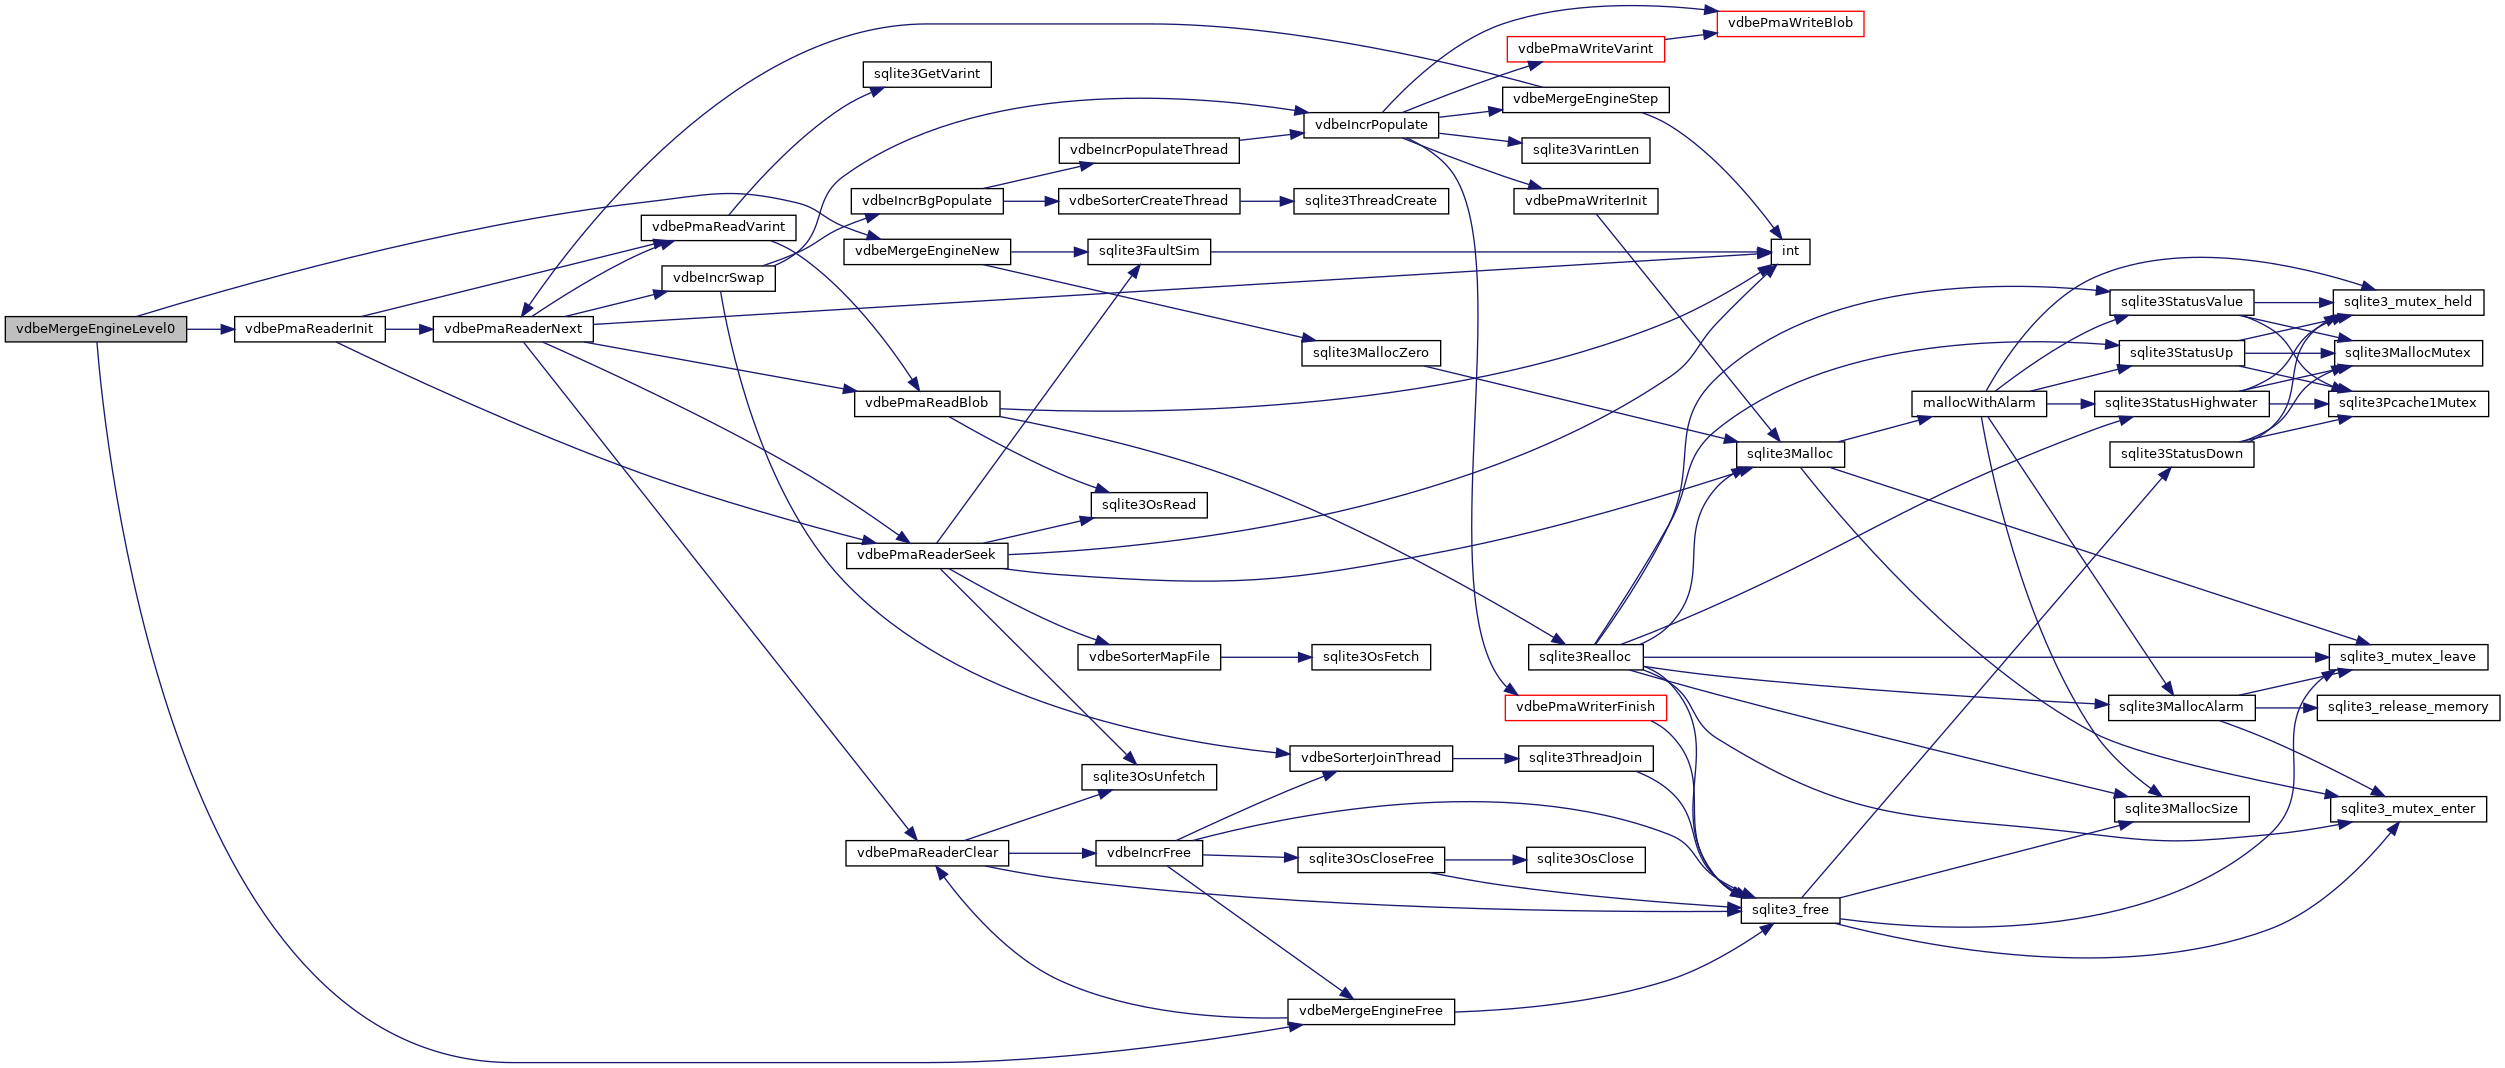 vdbeMergeEngineLevel0
vdbePmaReaderInit
vdbePmaReaderNext
vdbePmaReadVarint
vdbeIncrSwap
sqlite3GetVarint
vdbeIncrBgPopulate
vdbeMergeEngineNew
vdbePmaReadBlob
vdbePmaReaderSeek
vdbePmaReaderClear
vdbeIncrPopulateThread
vdbeSorterCreateThread
sqlite3FaultSim
sqlite3OsRead
vdbeSorterMapFile
sqlite3OsUnfetch
vdbeIncrFree
vdbeIncrPopulate
sqlite3ThreadCreate
sqlite3MallocZero
sqlite3OsFetch
vdbeSorterJoinThread
sqlite3OsCloseFree
vdbeMergeEngineFree
vdbePmaWriteVarint
vdbeMergeEngineStep
sqlite3VarintLen
vdbePmaWriterInit
sqlite3Realloc
vdbePmaWriterFinish
sqlite3ThreadJoin
sqlite3OsClose
vdbePmaWriteBlob
int
sqlite3Malloc
sqlite3_free
mallocWithAlarm
sqlite3StatusValue
sqlite3StatusUp
sqlite3StatusHighwater
sqlite3StatusDown
sqlite3MallocAlarm
sqlite3MallocSize
sqlite3_mutex_held
sqlite3MallocMutex
sqlite3Pcache1Mutex
sqlite3_mutex_leave
sqlite3_release_memory
sqlite3_mutex_enter